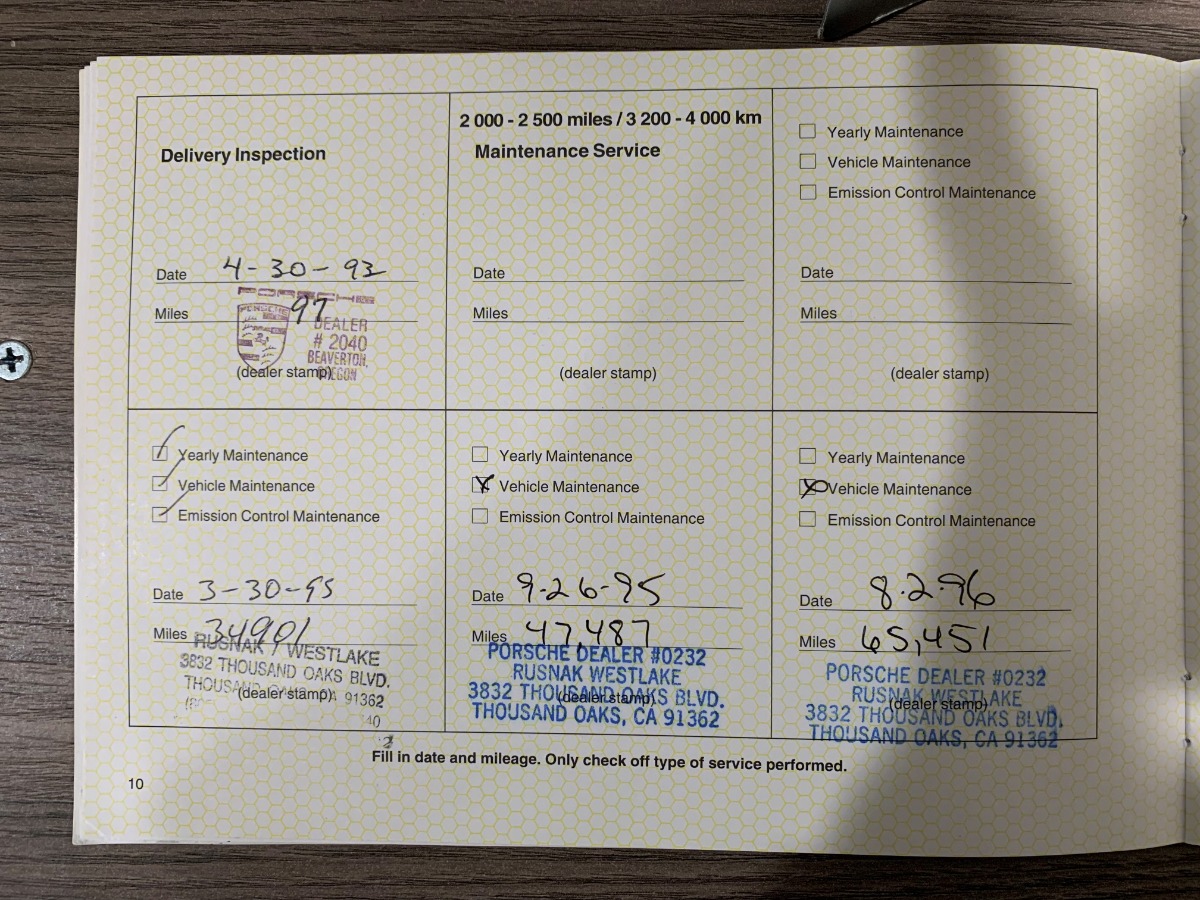 Delivery Inspection
Date 4-30-93
PORSCHE
Miles 97
DEALER
# 2040
BEAVERTON,
OREGON
(dealer stamp)
2 000 - 2 500 miles / 3 200 - 4 000 km
Maintenance Service
Date
Miles
(dealer stamp)
Yearly Maintenance
Vehicle Maintenance
Emission Control Maintenance
Date
Miles
(dealer stamp)
Yearly Maintenance
Vehicle Maintenance
Emission Control Maintenance
Date 3-30-95
Miles 34901
RUSNAK / WESTLAKE
3832 THOUSAND OAKS BLVD.
THOUSAND OAKS, CA 91362
(dealer stamp)
Yearly Maintenance
Vehicle Maintenance
Emission Control Maintenance
Date 9-26-95
Miles 47,487
PORSCHE DEALER #0232
RUSNAK WESTLAKE
3832 THOUSAND OAKS BLVD.
(dealer stamp)
THOUSAND OAKS, CA 91362
Yearly Maintenance
Vehicle Maintenance
Emission Control Maintenance
Date 8.2.96
Miles 65,451
PORSCHE DEALER #0232
RUSNAK WESTLAKE
(dealer stamp)
3832 THOUSAND OAKS BLVD.
THOUSAND OAKS, CA 91362
Fill in date and mileage. Only check off type of service performed.
10